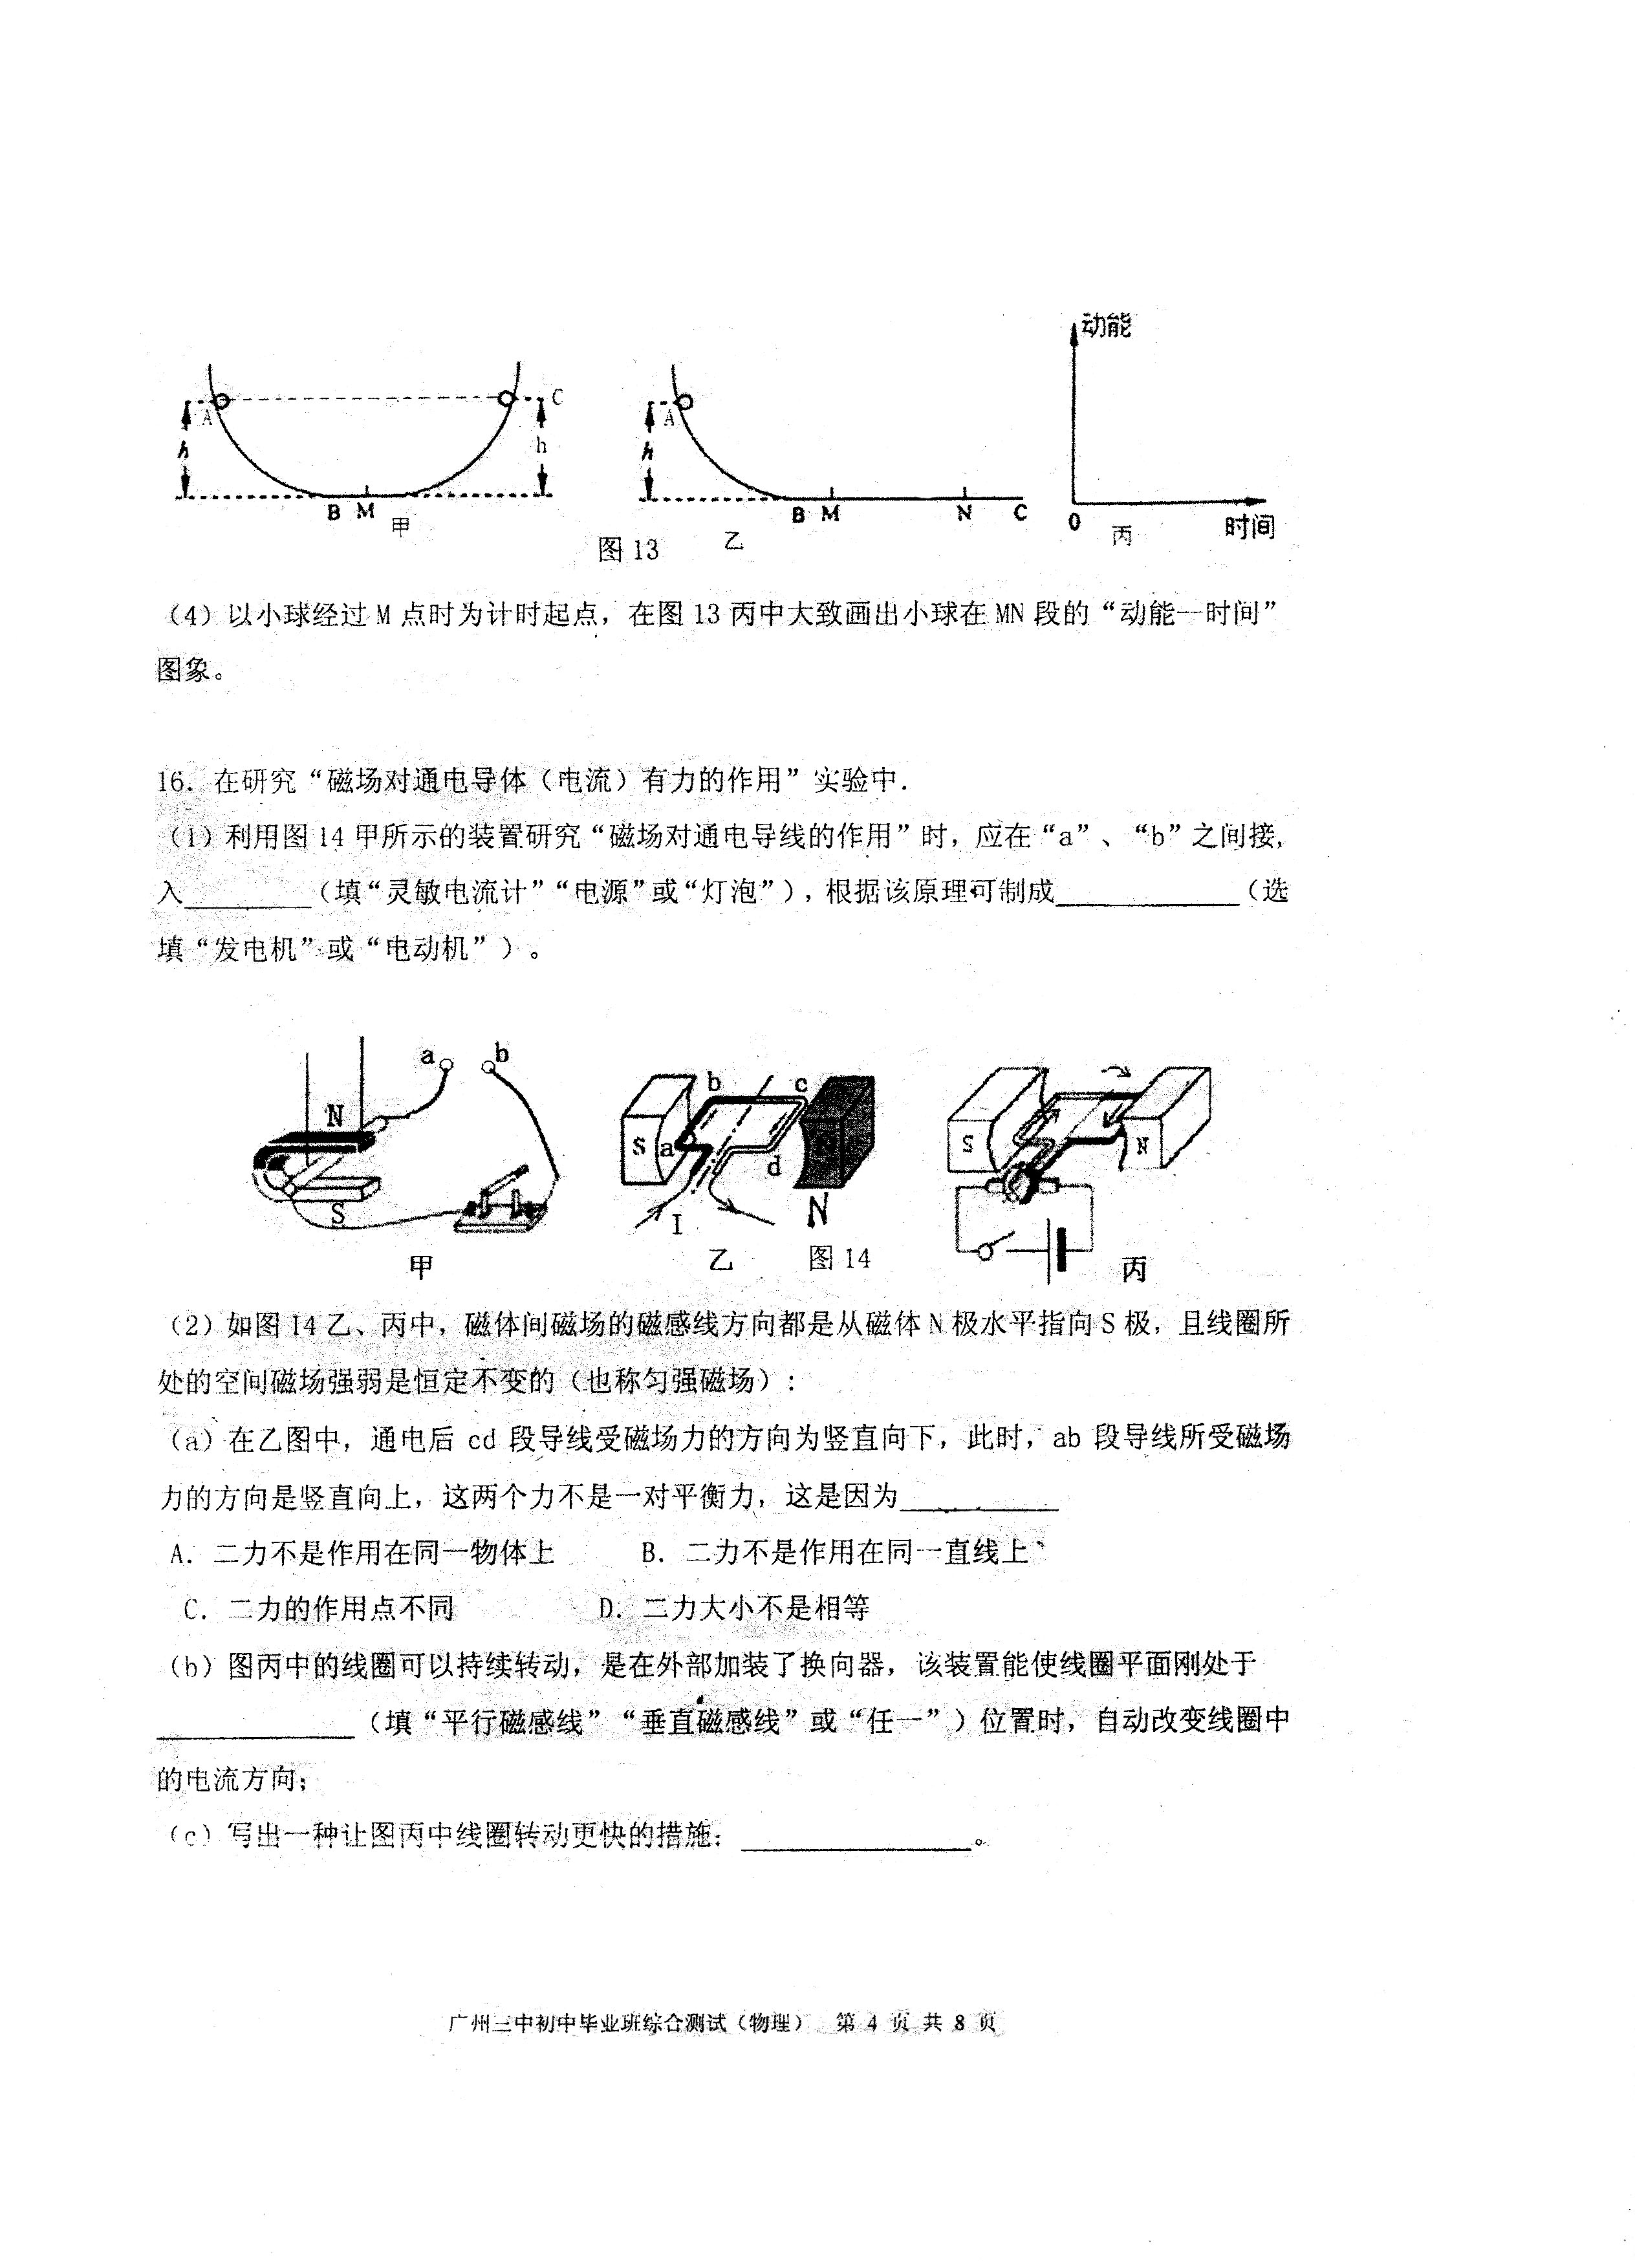 动能
A
C
h
h
B M
甲
A
h
B M
N
C
乙
0
丙
时间
图13
（4）以小球经过M点时为计时起点，在图13丙中大致画出小球在MN段的“动能—时间”
图象。
16．在研究“磁场对通电导体（电流）有力的作用”实验中．
（1）利用图14甲所示的装置研究“磁场对通电导线的作用”时，应在“a”、“b”之间接，
入________（填“灵敏电流计”“电源”或“灯泡”），根据该原理可制成____________（选
填“发电机”或“电动机”）。
a
b
N
S
甲
b
c
S
a
d
I
N
乙
图14
S
N
丙
（2）如图14乙、丙中，磁体间磁场的磁感线方向都是从磁体N极水平指向S极，且线圈所
处的空间磁场强弱是恒定不变的（也称匀强磁场）：
（a）在乙图中，通电后cd段导线受磁场力的方向为竖直向下，此时，ab段导线所受磁场
力的方向是竖直向上，这两个力不是一对平衡力，这是因为__________
A．二力不是作用在同一物体上 B．二力不是作用在同一直线上
C．二力的作用点不同 D．二力大小不是相等
（b）图丙中的线圈可以持续转动，是在外部加装了换向器，该装置能使线圈平面刚处于
____________（填“平行磁感线”“垂直磁感线”或“任一”）位置时，自动改变线圈中
的电流方向；
（c）写出一种让图丙中线圈转动更快的措施：______________。
广州三中初中毕业班综合测试（物理） 第 4 页 共 8 页